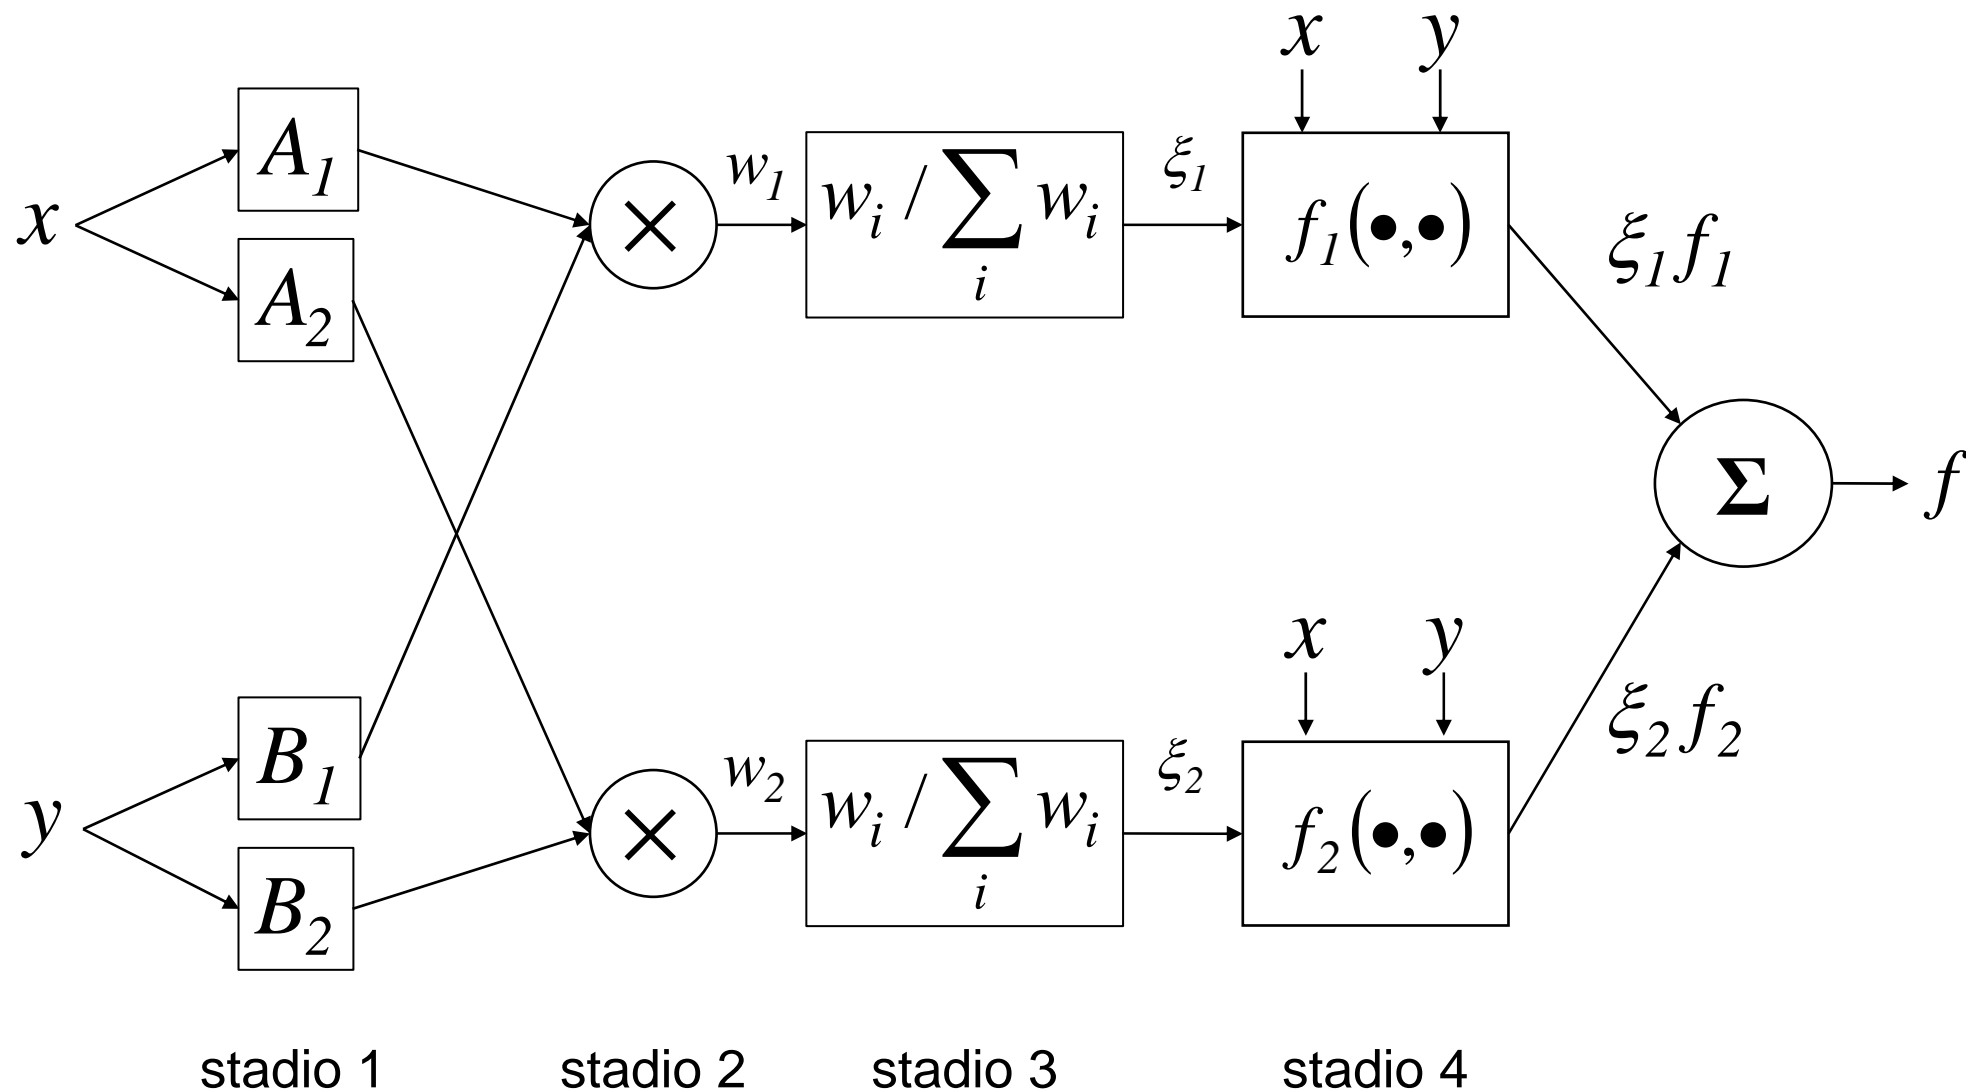 x y
A₁
A₂
x
×
w₁
wᵢ / ∑ᵢ wᵢ
ξ₁
f₁(•,•)
ξ₁f₁
Σ
f
x y
B₁
B₂
y
×
w₂
wᵢ / ∑ᵢ wᵢ
ξ₂
f₂(•,•)
ξ₂f₂
stadio 1 stadio 2 stadio 3 stadio 4